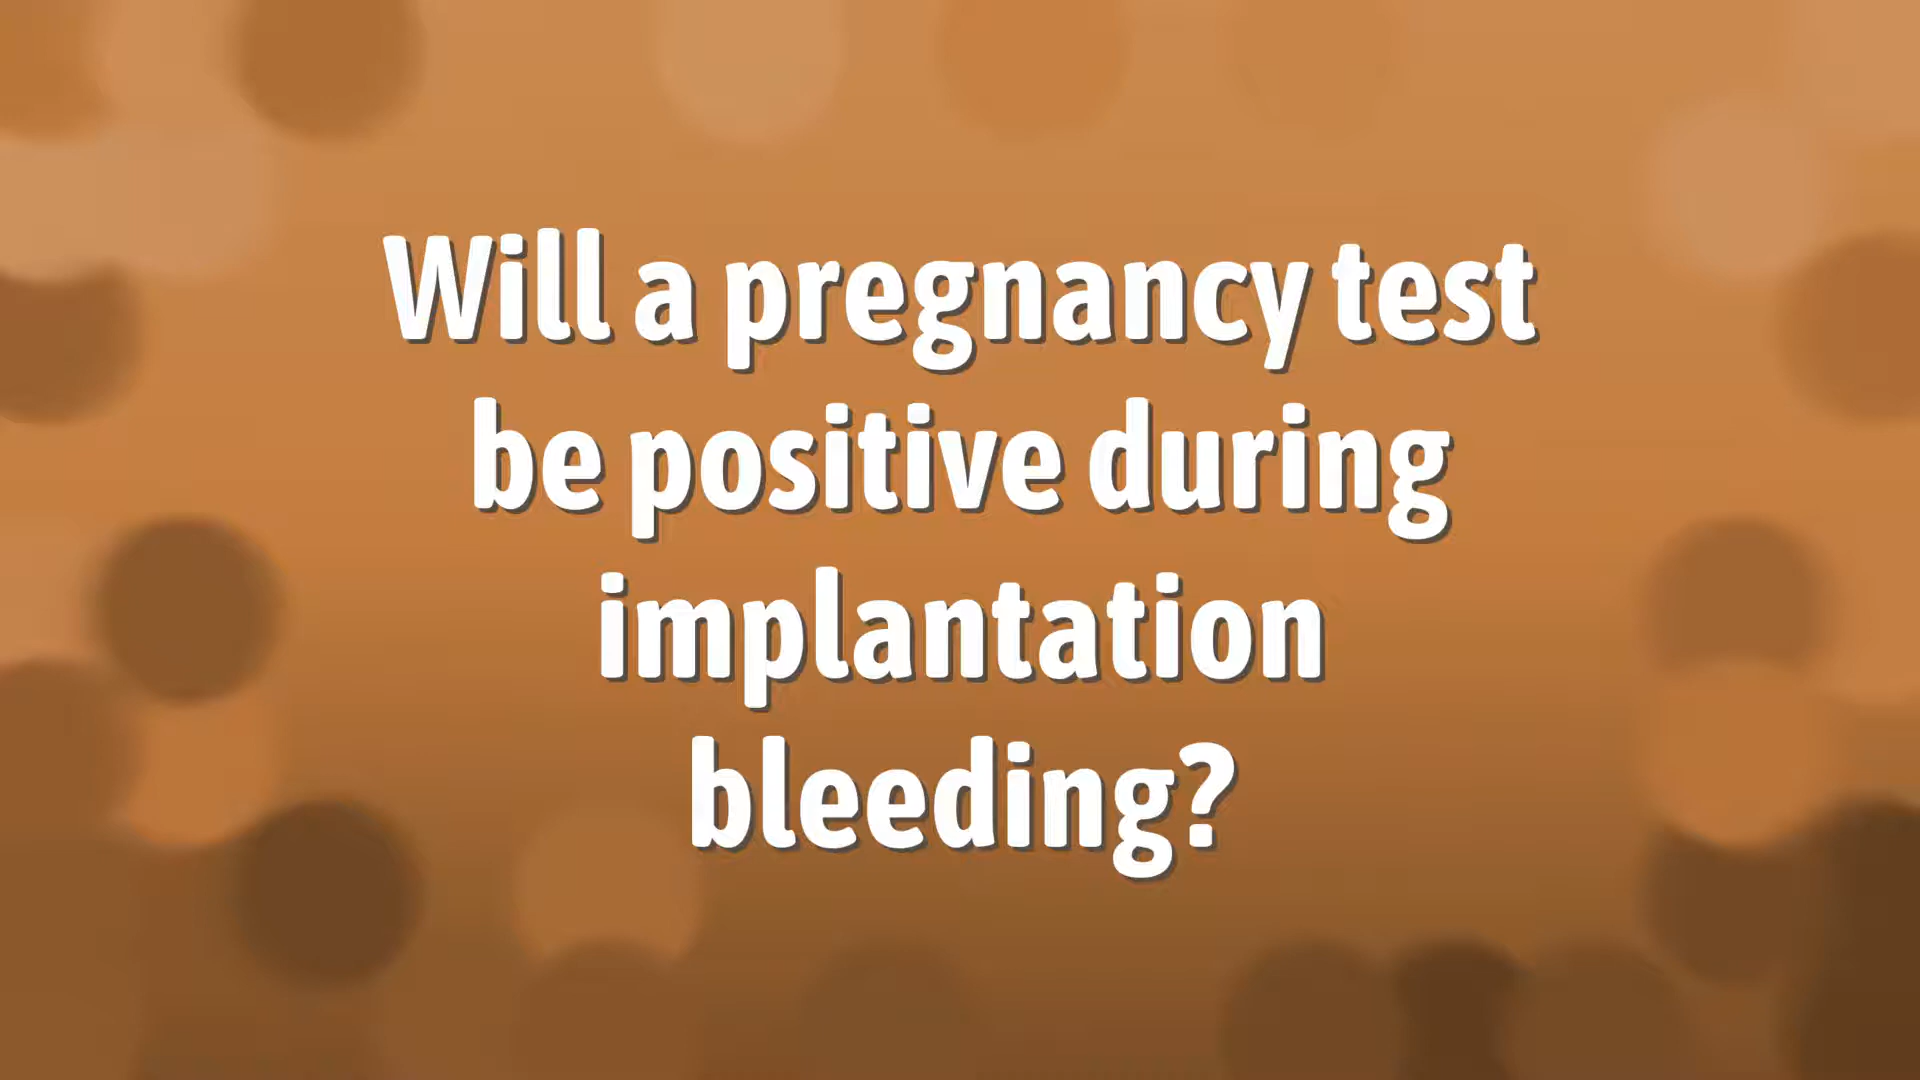 Will a pregnancy test
be positive during
implantation
bleeding?